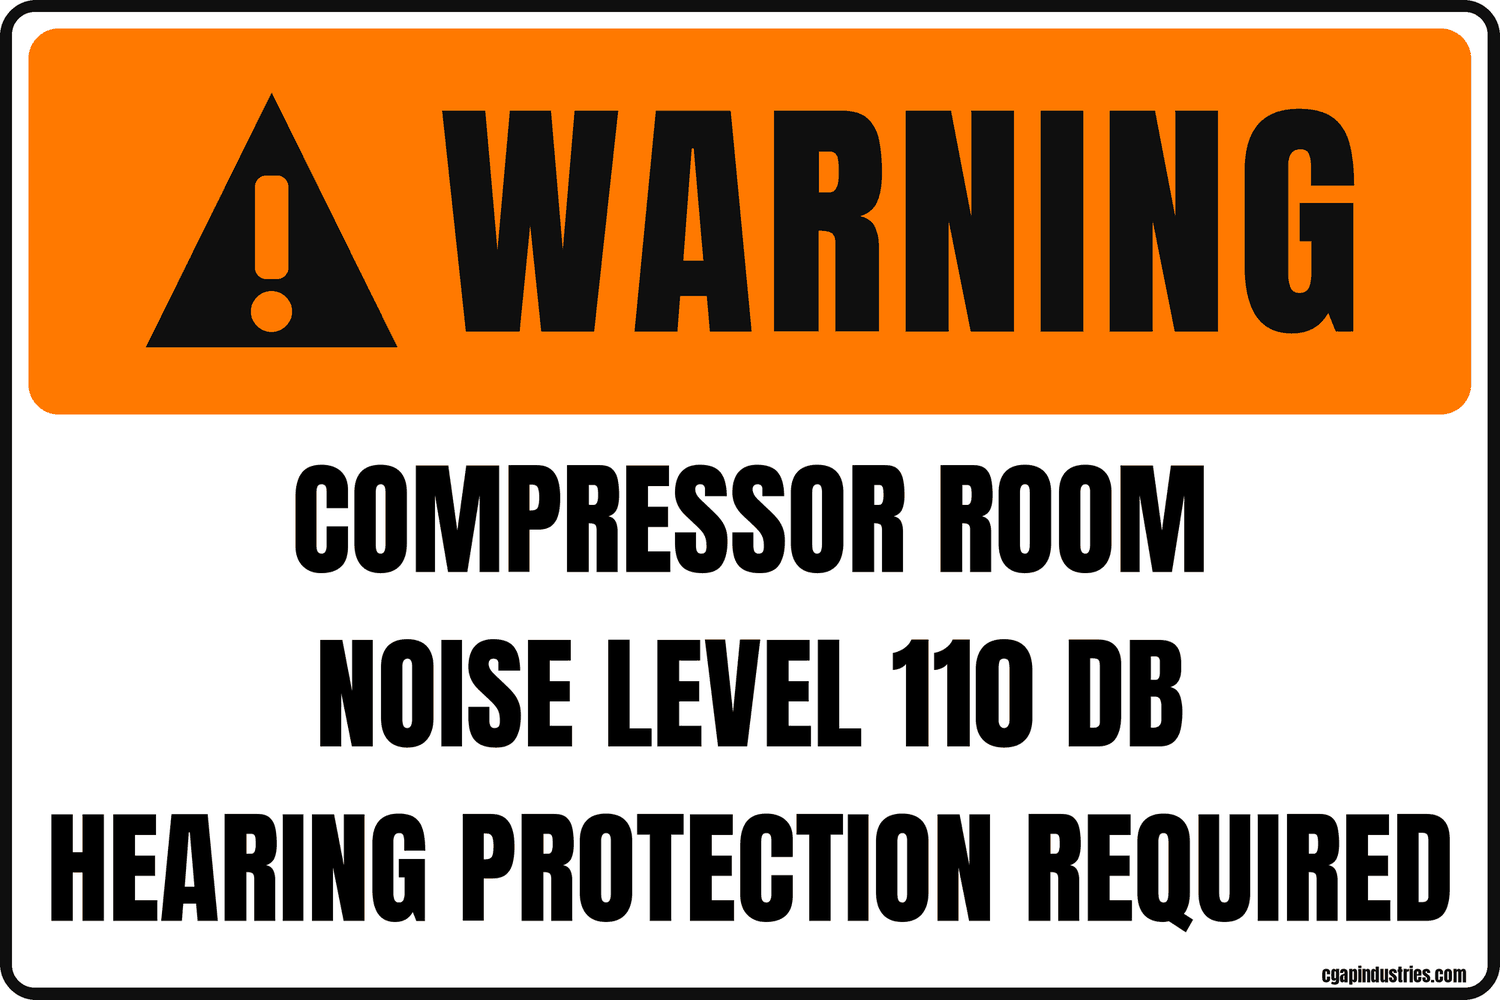 WARNING
COMPRESSOR ROOM
NOISE LEVEL 110 DB
HEARING PROTECTION REQUIRED
cgapindustries.com